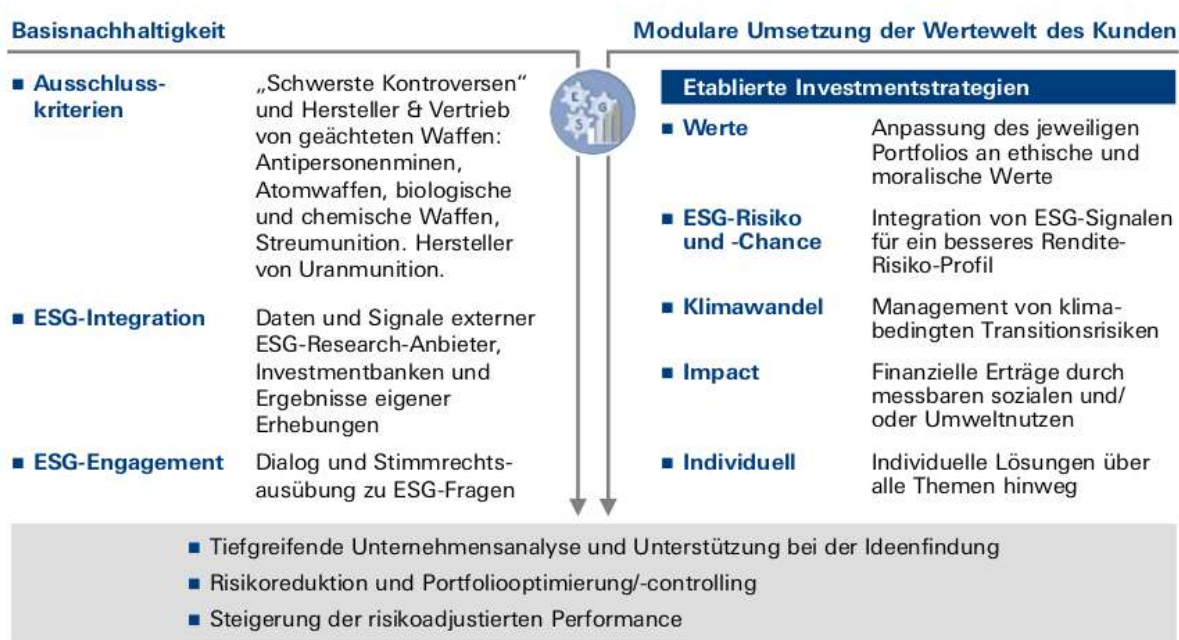 Basisnachhaltigkeit
■ Ausschluss-
kriterien
„Schwerste Kontroversen“
und Hersteller & Vertrieb
von geächteten Waffen:
Antipersonenminen,
Atomwaffen, biologische
und chemische Waffen,
Streumunition. Hersteller
von Uranmunition.
■ ESG-Integration
Daten und Signale externer
ESG-Research-Anbieter,
Investmentbanken und
Ergebnisse eigener
Erhebungen
■ ESG-Engagement
Dialog und Stimmrechts-
ausübung zu ESG-Fragen
E
G
S
Modulare Umsetzung der Wertewelt des Kunden
Etablierte Investmentstrategien
■ Werte
Anpassung des jeweiligen
Portfolios an ethische und
moralische Werte
■ ESG-Risiko
und -Chance
Integration von ESG-Signalen
für ein besseres Rendite-
Risiko-Profil
■ Klimawandel
Management von klima-
bedingten Transitionsrisiken
■ Impact
Finanzielle Erträge durch
messbaren sozialen und/
oder Umweltnutzen
■ Individuell
Individuelle Lösungen über
alle Themen hinweg
■ Tiefgreifende Unternehmensanalyse und Unterstützung bei der Ideenfindung
■ Risikoreduktion und Portfoliooptimierung/-controlling
■ Steigerung der risikoadjustierten Performance